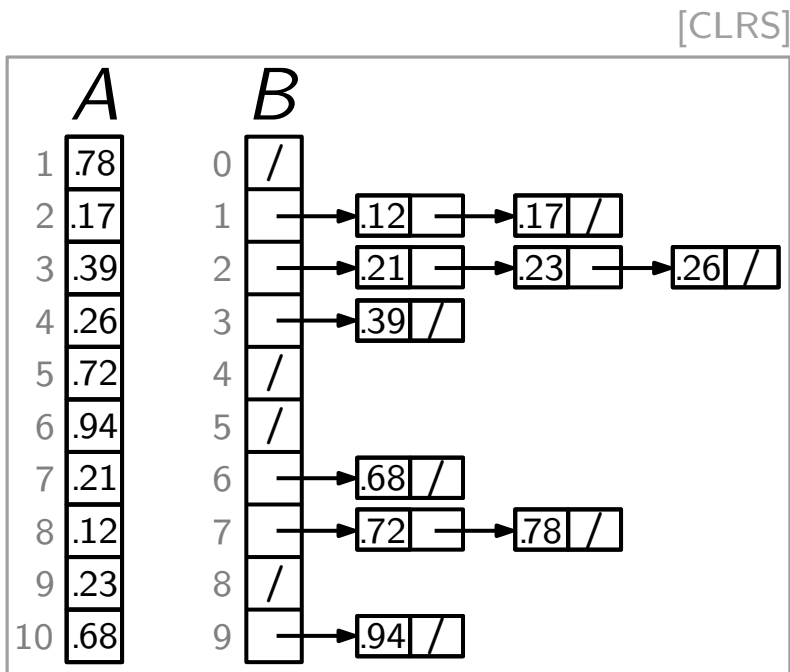 [CLRS]
A B
1 .78 0 /
2 .17 1 .12 .17 /
3 .39 2 .21 .23 .26 /
4 .26 3 .39 /
5 .72 4 /
6 .94 5 /
7 .21 6 .68 /
8 .12 7 .72 .78 /
9 .23 8 /
10 .68 9 .94 /